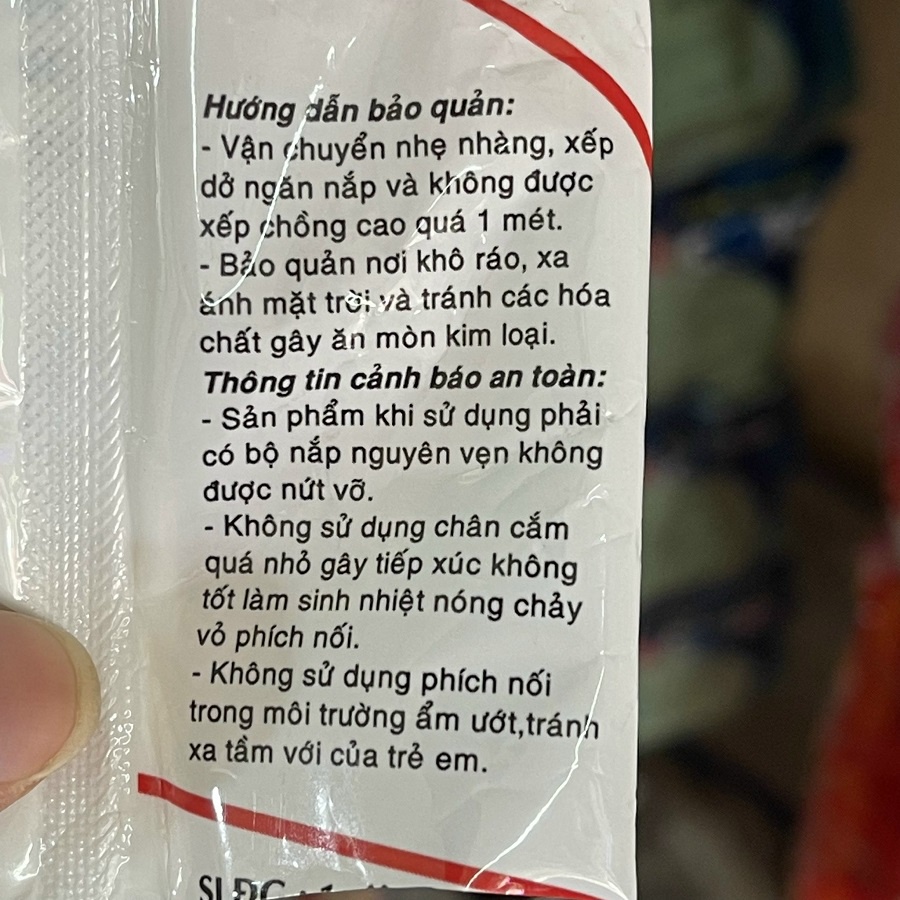 Hướng dẫn bảo quản:
- Vận chuyển nhẹ nhàng, xếp
dở ngăn nắp và không được
xếp chồng cao quá 1 mét.
- Bảo quản nơi khô ráo, xa
ánh mặt trời và tránh các hóa
chất gây ăn mòn kim loại.
Thông tin cảnh báo an toàn:
- Sản phẩm khi sử dụng phải
có bộ nắp nguyên vẹn không
được nứt vỡ.
- Không sử dụng chân cắm
quá nhỏ gây tiếp xúc không
tốt làm sinh nhiệt nóng chảy
vỏ phích nối.
- Không sử dụng phích nối
trong môi trường ẩm ướt,tránh
xa tầm với của trẻ em.